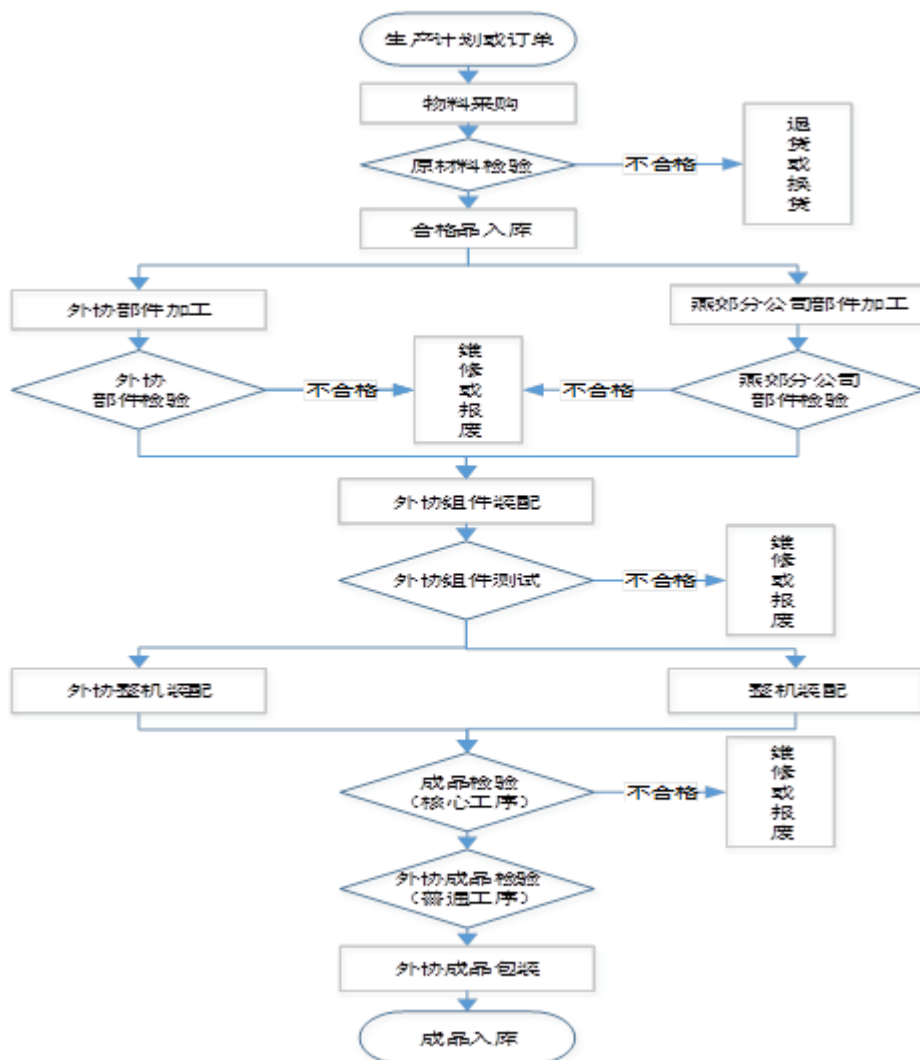 生产计划或订单
物料采购
原材料检验
不合格
退货或换货
合格品入库
外协部件加工
燕郊分公司部件加工
外协
部件检验
不合格
维修或报废
不合格
燕郊分公司
部件检验
外协组件装配
外协组件测试
不合格
维修或报废
外协整机装配
整机装配
成品检验
(核心工序)
不合格
维修或报废
外协成品检验
(普通工序)
外协成品包装
成品入库